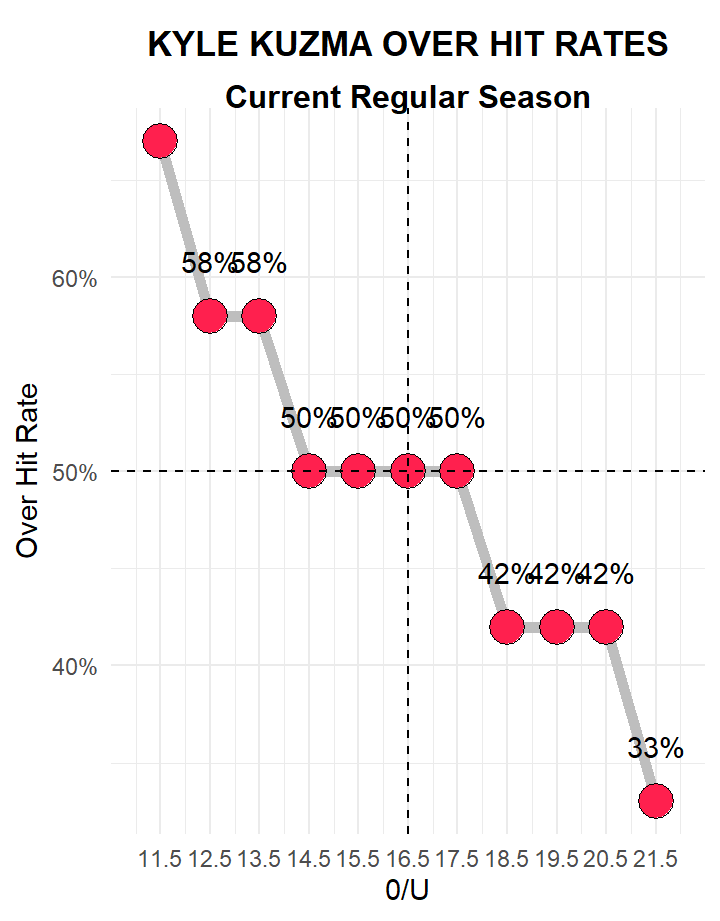 KYLE KUZMA OVER HIT RATES
Current Regular Season
58% 58%
60%
50% 50% 50% 50%
50%
42% 42% 42%
40%
33%
Over Hit Rate
11.5 12.5 13.5 14.5 15.5 16.5 17.5 18.5 19.5 20.5 21.5
0/U